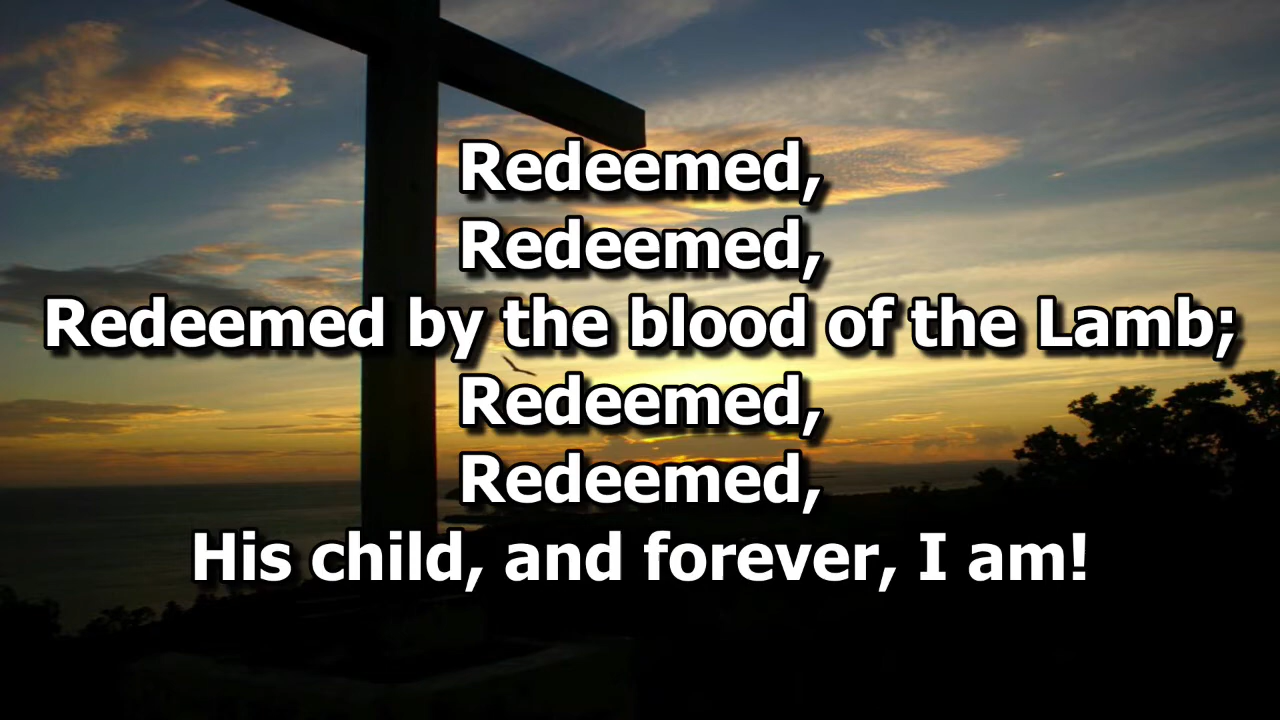 Redeemed,
Redeemed,
Redeemed by the blood of the Lamb;
Redeemed,
Redeemed,
His child, and forever, I am!